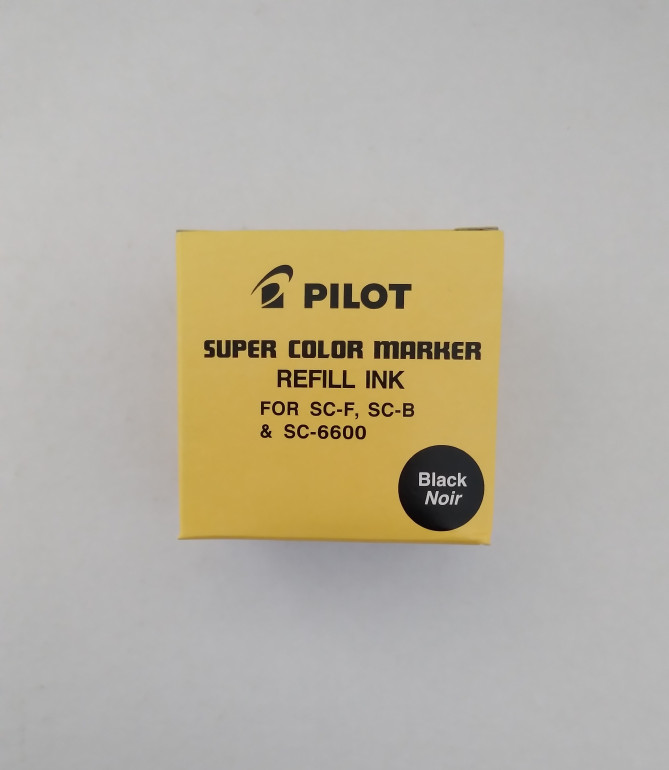 PILOT
SUPER COLOR MARKER
REFILL INK
FOR SC-F, SC-B
& SC-6600
Black
Noir